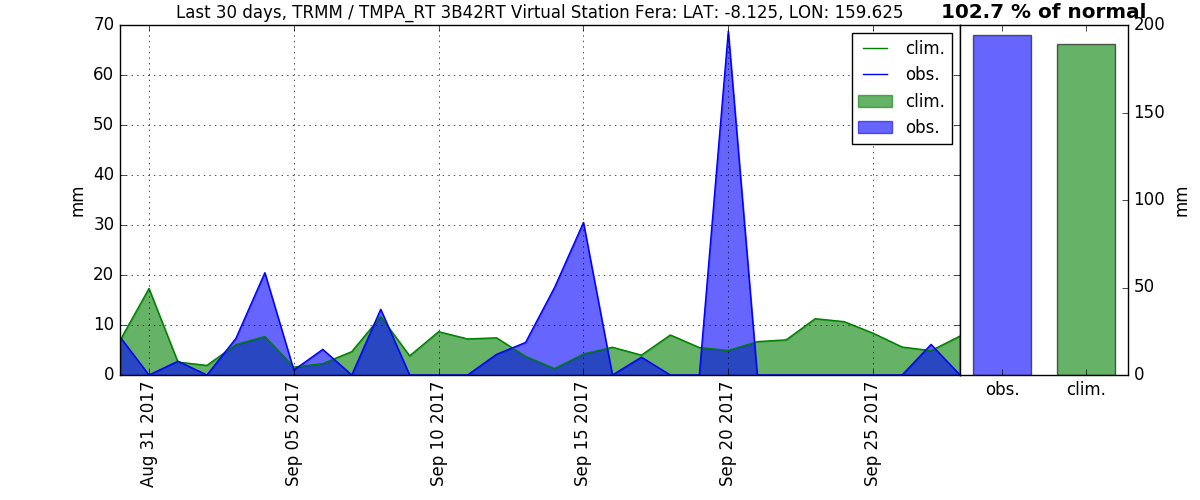 Last 30 days, TRMM / TMPA_RT 3B42RT Virtual Station Fera: LAT: -8.125, LON: 159.625
102.7 % of normal
70
60
50
40
30
20
10
0
mm
clim.
obs.
clim.
obs.
200
150
100
50
0
mm
Aug 31 2017
Sep 05 2017
Sep 10 2017
Sep 15 2017
Sep 20 2017
Sep 25 2017
obs.
clim.